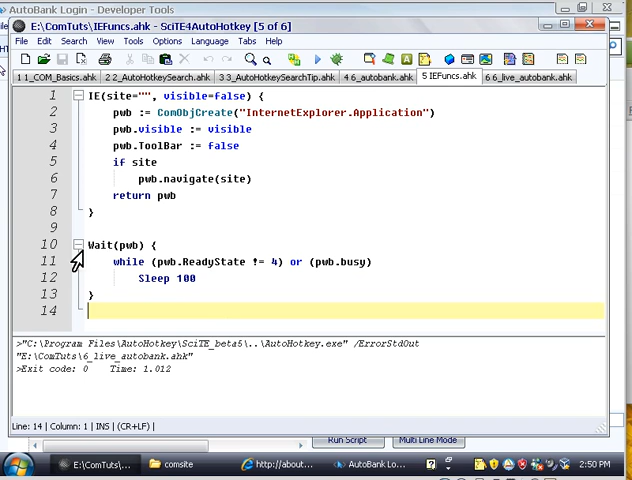 AutoBank Login - Developer Tools
E:\ComTuts\IEFuncs.ahk - SciTE4AutoHotkey [5 of 6]
File Edit Search View Tools Options Language Tabs Help
1 1_COM_Basics.ahk 2 2_AutoHotkeySearch.ahk 3 3_AutoHotkeySearchTip.ahk 4 6_autobank.ahk 5 IEFuncs.ahk 6 6_live_autobank.ahk
1 IE(site="", visible=false) {
2 pwb := ComObjCreate("InternetExplorer.Application")
3 pwb.visible := visible
4 pwb.ToolBar := false
5 if site
6 pwb.navigate(site)
7 return pwb
8 }
9
10 Wait(pwb) {
11 while (pwb.ReadyState != 4) or (pwb.busy)
12 Sleep 100
13 }
14
>"C:\Program Files\AutoHotkey\SciTE_beta5\..\AutoHotkey.exe" /ErrorStdOut
"E:\ComTuts\6_live_autobank.ahk"
>Exit code: 0 Time: 1.012
Line: 14 | Column: 1 | INS | (CR+LF) |
Run Script Multi Line Mode
E:\ComTuts\... comsite http://about... AutoBank Lo... 2:50 PM